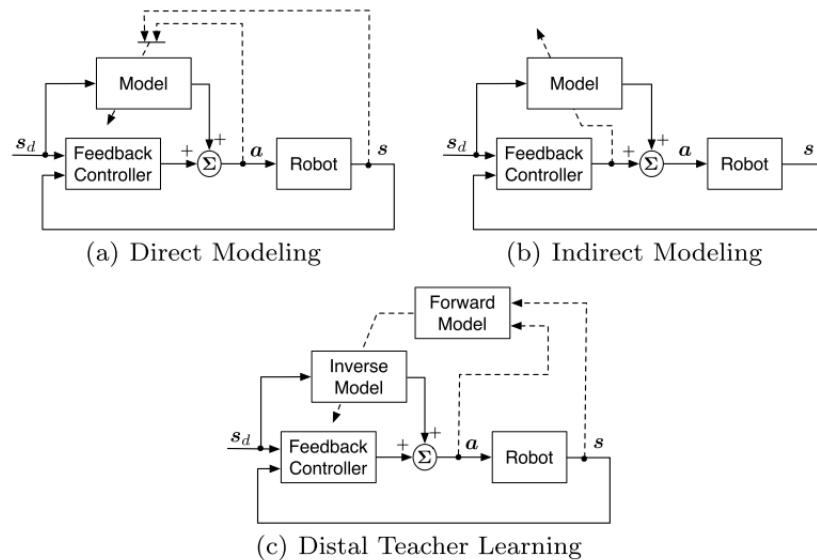 Model
s_d
Feedback
Controller
+
+
Σ
a
Robot
s
(a) Direct Modeling
Model
s_d
Feedback
Controller
+
+
Σ
a
Robot
s
(b) Indirect Modeling
Forward
Model
Inverse
Model
s_d
Feedback
Controller
+
+
Σ
a
Robot
s
(c) Distal Teacher Learning